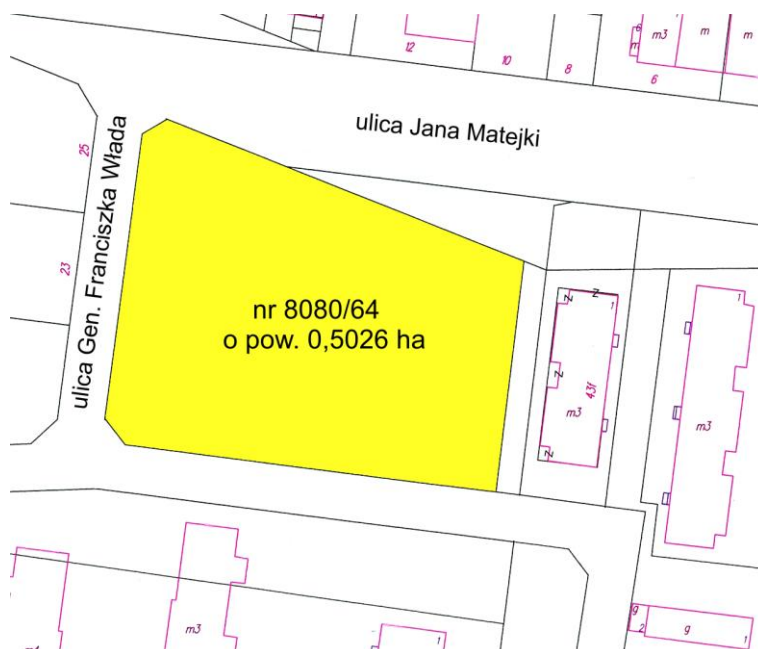 12
10
8
6
m3
m
m
6
m
ulica Jana Matejki
25
23
ulica Gen. Franciszka Włada
nr 8080/64
o pow. 0,5026 ha
Z
Z
1
Z
43f
m3
Z
1
m3
m3
1
g
2
g
1